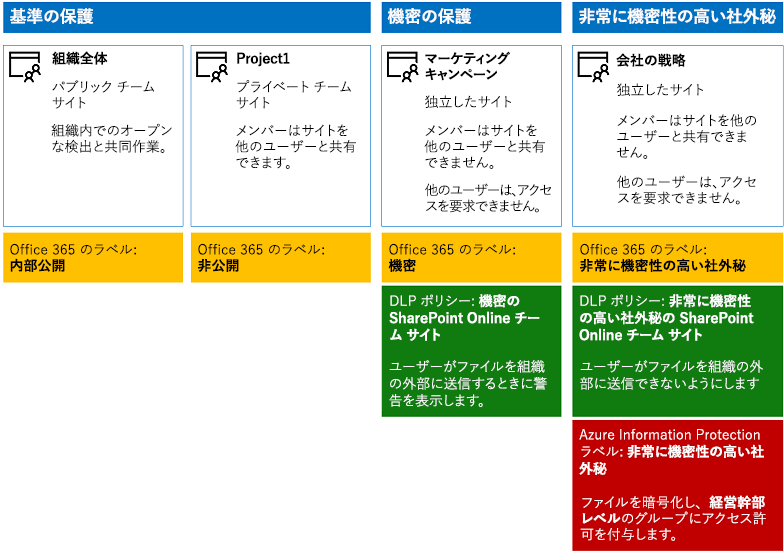 基準の保護
機密の保護
非常に機密性の高い社外秘
組織全体
パブリック チーム
サイト
組織内でのオープン
な検出と共同作業。
Project1
プライベート チーム
サイト
メンバーはサイトを
他のユーザーと共有
できます。
マーケティング
キャンペーン
独立したサイト
メンバーはサイトを
他のユーザーと共有
できません。
他のユーザーは、アクセ
スを要求できません。
会社の戦略
独立したサイト
メンバーはサイトを他の
ユーザーと共有できま
せん。
他のユーザーは、アクセ
スを要求できません。
Office 365 のラベル:
内部公開
Office 365 のラベル:
非公開
Office 365 のラベル:
機密
Office 365 のラベル:
非常に機密性の高い社外秘
DLP ポリシー: 機密の
SharePoint Online チー
ム サイト
ユーザーがファイルを組織
の外部に送信するときに警
告を表示します。
DLP ポリシー: 非常に機密性
の高い社外秘の SharePoint
Online チーム サイト
ユーザーがファイルを組織の外
部に送信できないようにします
Azure Information Protection
ラベル: 非常に機密性の高い社
外秘
ファイルを暗号化し、経営幹部
レベルのグループにアクセス許
可を付与します。